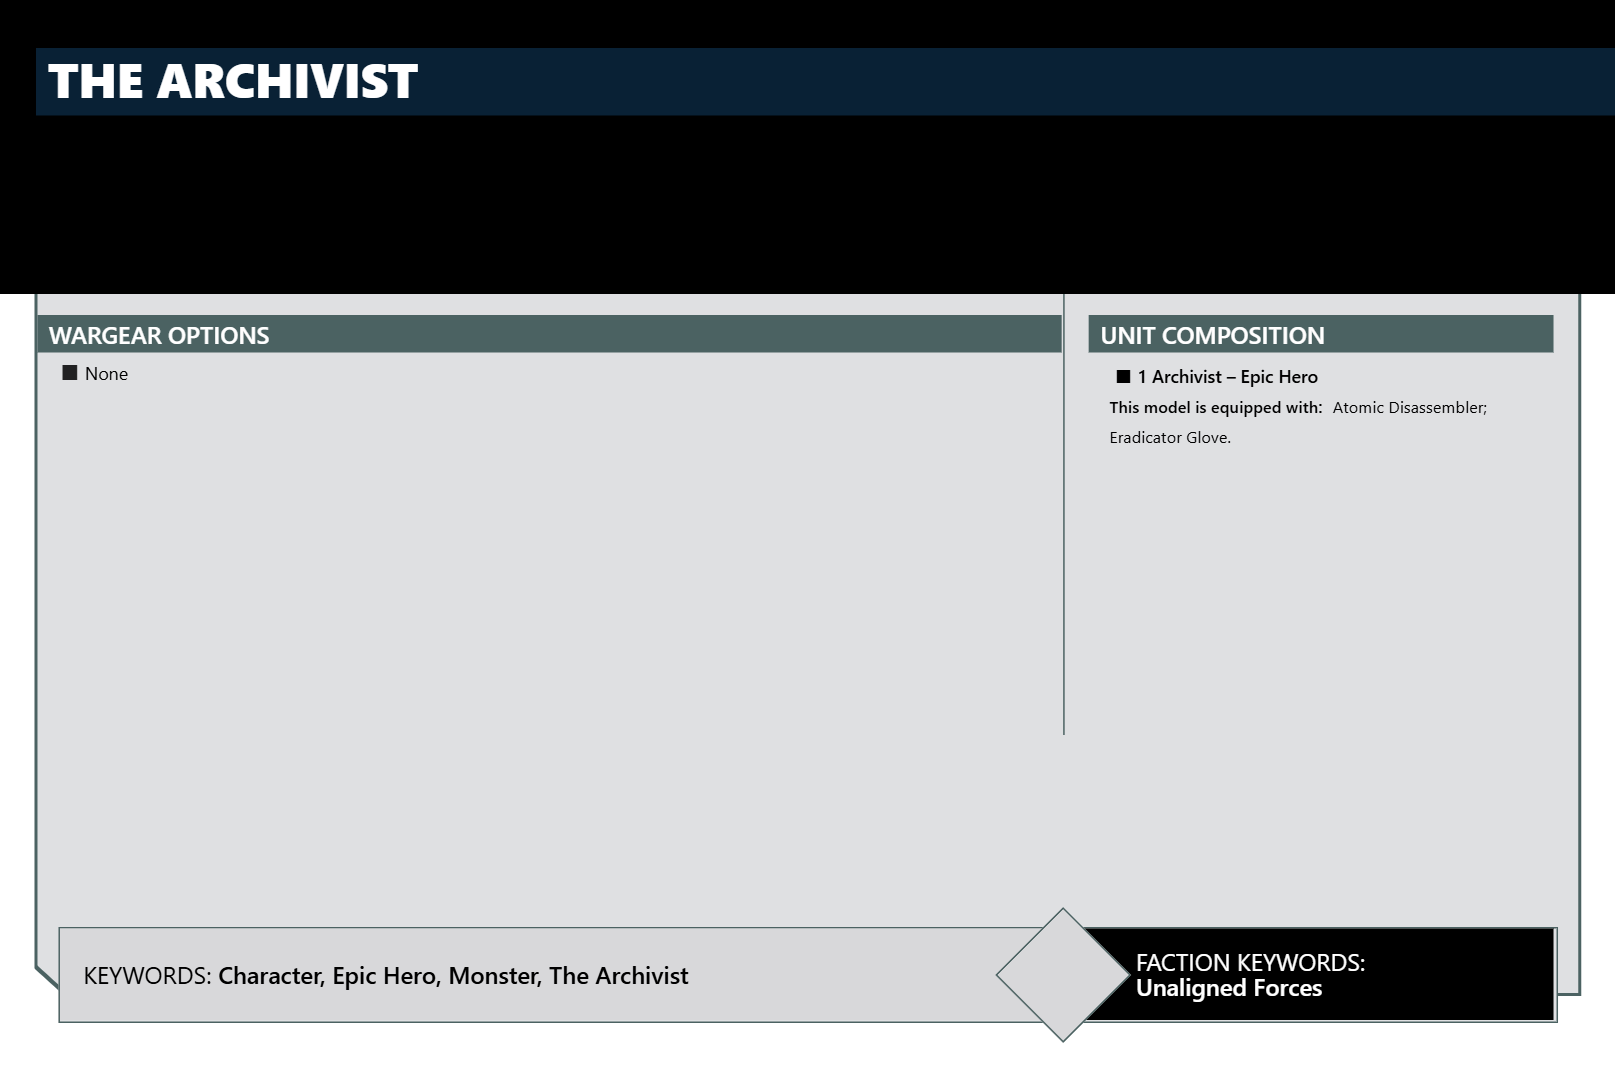 THE ARCHIVIST
WARGEAR OPTIONS
■ None
UNIT COMPOSITION
■ 1 Archivist – Epic Hero
This model is equipped with: Atomic Disassembler;
Eradicator Glove.
KEYWORDS: Character, Epic Hero, Monster, The Archivist
FACTION KEYWORDS:
Unaligned Forces